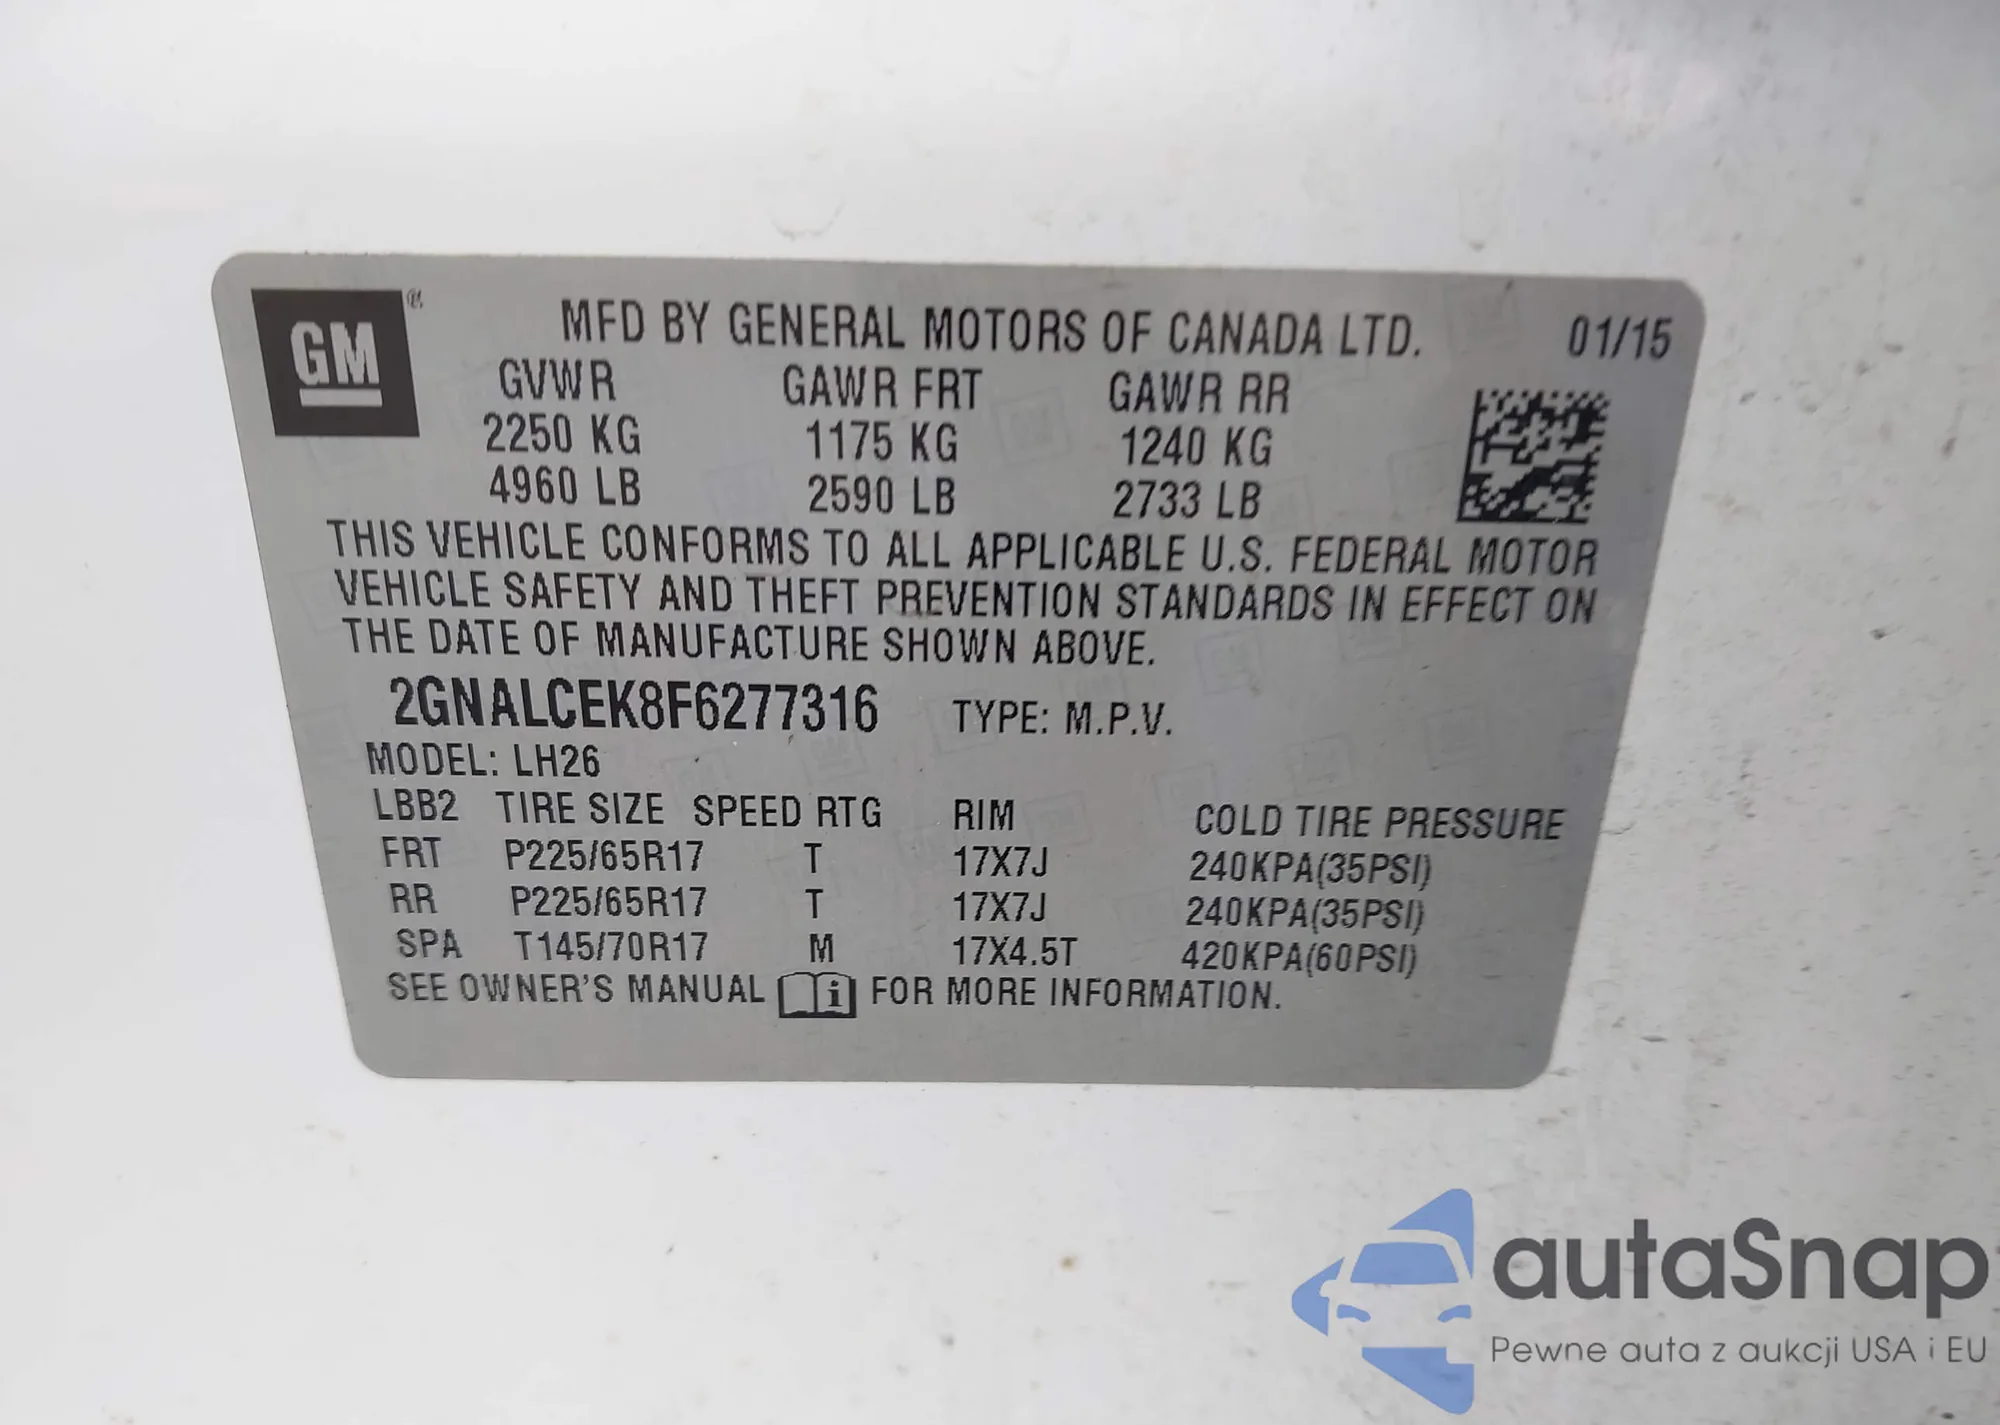 GM ®
MFD BY GENERAL MOTORS OF CANADA LTD. 01/15
GVWR GAWR FRT GAWR RR
2250 KG 1175 KG 1240 KG
4960 LB 2590 LB 2733 LB
THIS VEHICLE CONFORMS TO ALL APPLICABLE U.S. FEDERAL MOTOR
VEHICLE SAFETY AND THEFT PREVENTION STANDARDS IN EFFECT ON
THE DATE OF MANUFACTURE SHOWN ABOVE.
2GNALCEK8F6277316 TYPE: M.P.V.
MODEL: LH26
LBB2 TIRE SIZE SPEED RTG RIM COLD TIRE PRESSURE
FRT P225/65R17 T 17X7J 240KPA(35PSI)
RR P225/65R17 T 17X7J 240KPA(35PSI)
SPA T145/70R17 M 17X4.5T 420KPA(60PSI)
SEE OWNER'S MANUAL i FOR MORE INFORMATION.
autaSnap
Pewne auta z aukcji USA i EU